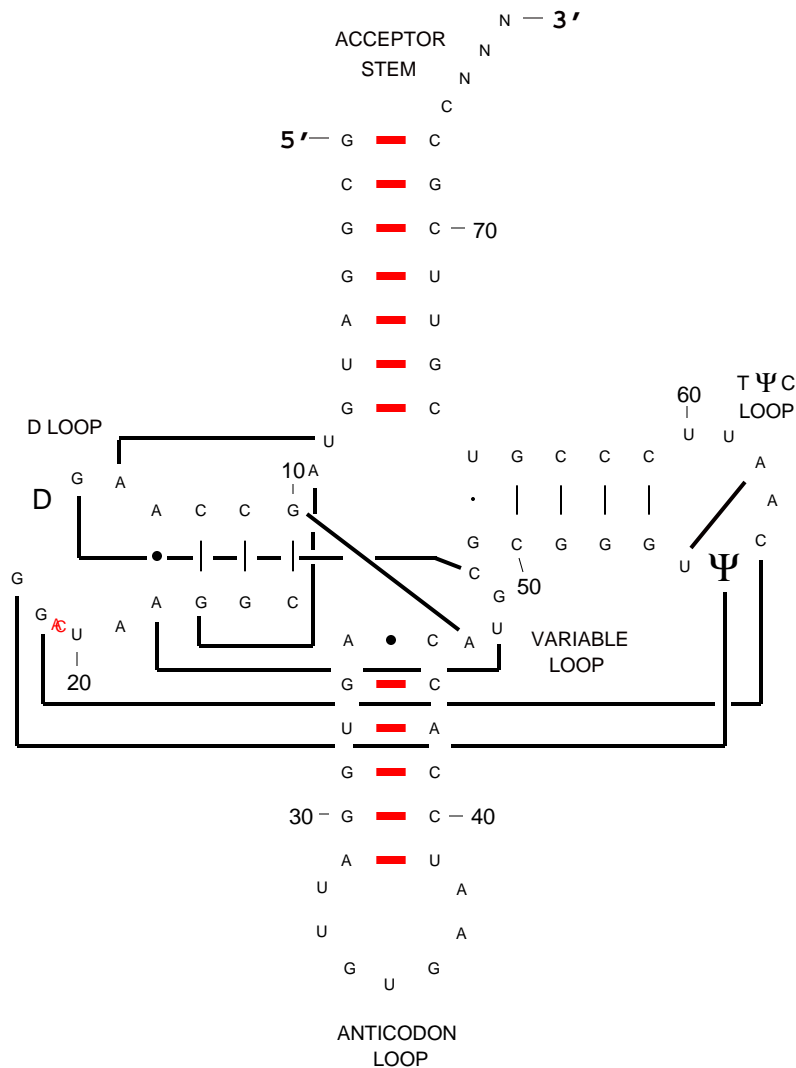 N — 3′
ACCEPTOR
STEM
N
N
C
5′ — G C
C G
G C — 70
G U
A U
U G
G C
T Ψ C
LOOP
60
D LOOP
U
U U
U G C C C
A
10 A
G A
D
A C C G
A
G C G G G
C
U Ψ
C
50
G
A G G C
G
G
A C
U A
A C A
U
VARIABLE
LOOP
20
G C
U A
G C
30 — G C — 40
A U
U A
U A
G G
U
ANTICODON
LOOP